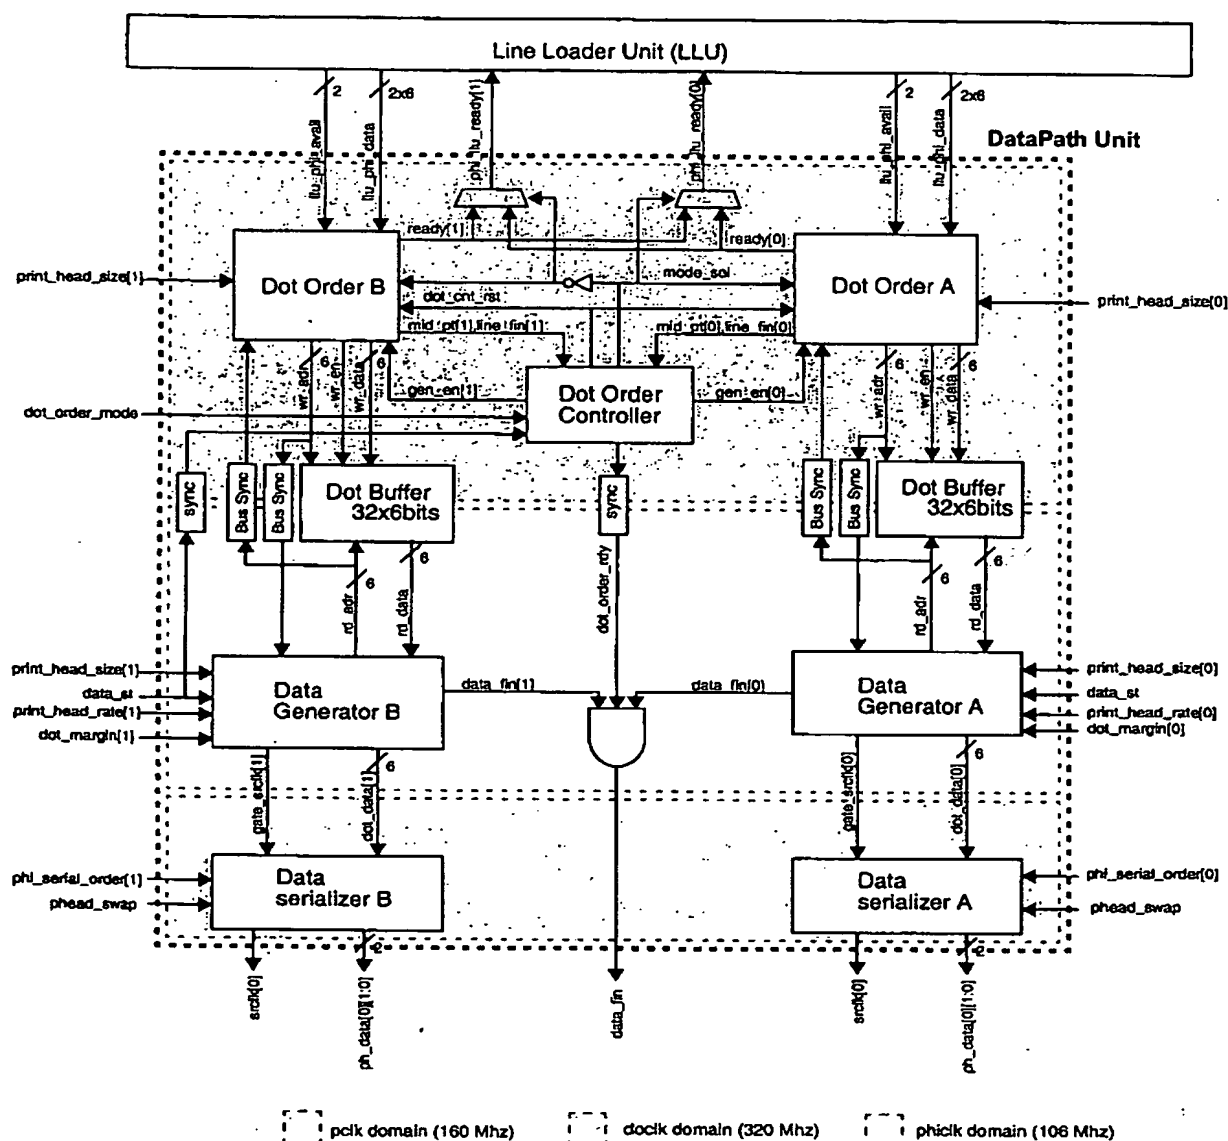 Line Loader Unit (LLU)
2
2x6
2
2x6
llu_phi_avail
llu_phi_data
phi_llu_ready[1]
phi_llu_ready[0]
llu_phi_avail
llu_phi_data
DataPath Unit
ready[1]
ready[0]
print_head_size[1]
Dot Order B
mode_sel
Dot Order A
print_head_size[0]
dot_cnt_rst
mid_pt[1],line_fin[1]
mid_pt[0],line_fin[0]
6
wr_adr
wr_en
wr_data
6
gen_en[1]
Dot Order
Controller
gen_en[0]
6
wr_adr
wr_en
wr_data
6
dot_order_mode
sync
Bus Sync
Bus Sync
Dot Buffer
32x6bits
sync
Bus Sync
Bus Sync
Dot Buffer
32x6bits
6
rd_adr
6
rd_data
dot_order_rdy
6
rd_adr
6
rd_data
print_head_size[1]
data_st
print_head_rate[1]
dot_margin[1]
Data
Generator B
data_fin[1]
data_fin[0]
Data
Generator A
print_head_size[0]
data_st
print_head_rate[0]
dot_margin[0]
gate_srclk[1]
dot_data[1]
6
gate_srclk[0]
dot_data[0]
6
phi_serial_order[1]
phead_swap
Data
serializer B
Data
serializer A
phi_serial_order[0]
phead_swap
2
2
srclk[0]
ph_data[0][1:0]
data_fin
srclk[0]
ph_data[0][1:0]
pclk domain (160 Mhz)
doclk domain (320 Mhz)
phiclk domain (106 Mhz)